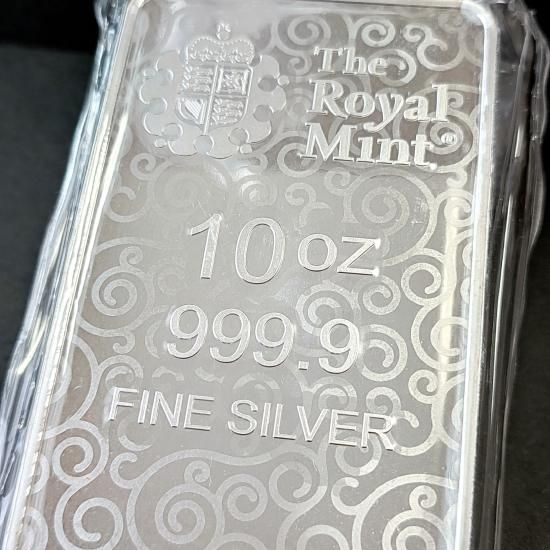 The
Royal
Mint®
10 oz
999.9
FINE SILVER